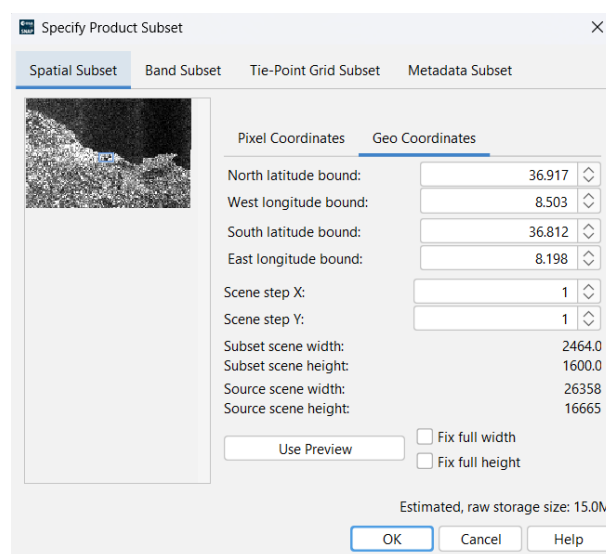 Specify Product Subset
Spatial Subset Band Subset Tie-Point Grid Subset Metadata Subset
Pixel Coordinates Geo Coordinates
North latitude bound: 36.917
West longitude bound: 8.503
South latitude bound: 36.812
East longitude bound: 8.198
Scene step X: 1
Scene step Y: 1
Subset scene width: 2464.0
Subset scene height: 1600.0
Source scene width: 26358
Source scene height: 16665
Use Preview Fix full width
Fix full height
Estimated, raw storage size: 15.0M
OK Cancel Help